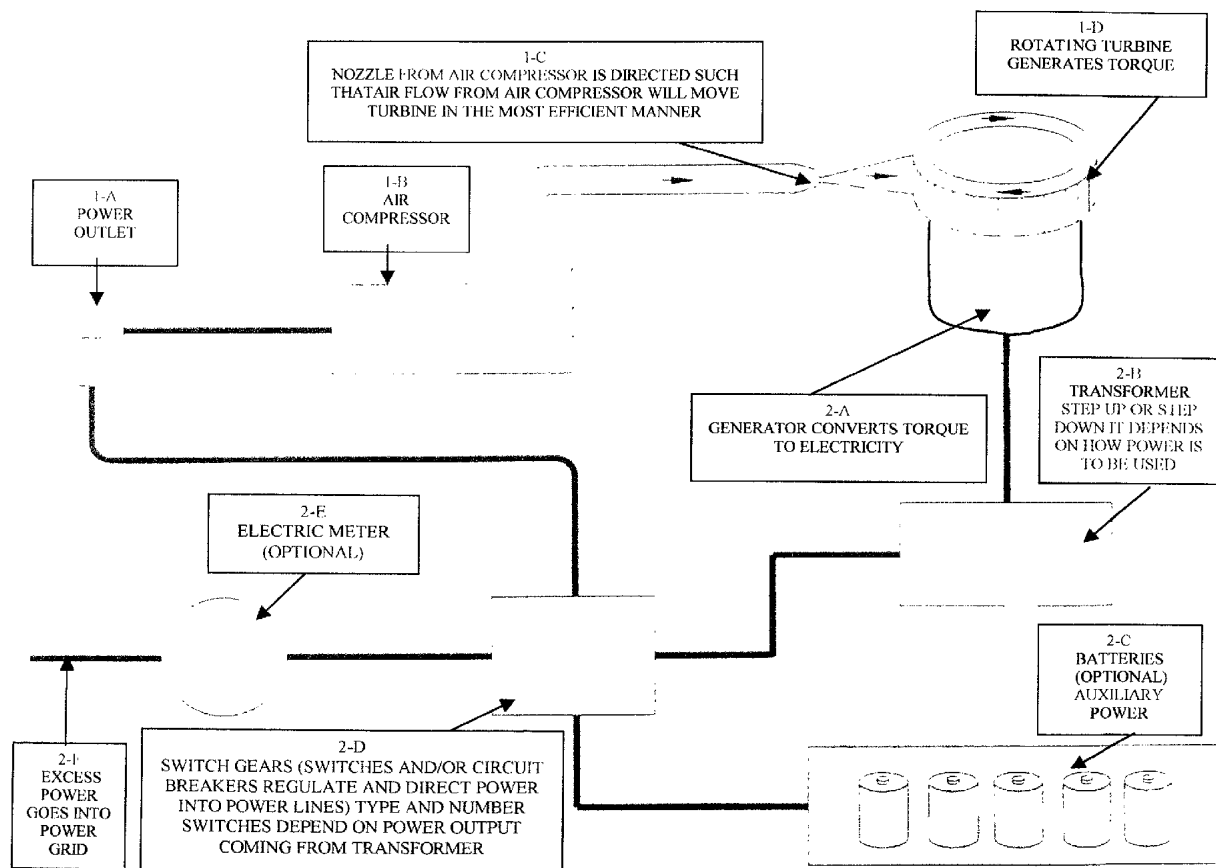 1-C
NOZZLE FROM AIR COMPRESSOR IS DIRECTED SUCH
THATAIR FLOW FROM AIR COMPRESSOR WILL MOVE
TURBINE IN THE MOST EFFICIENT MANNER
1-D
ROTATING TURBINE
GENERATES TORQUE
1-A
POWER
OUTLET
1-B
AIR
COMPRESSOR
2-A
GENERATOR CONVERTS TORQUE
TO ELECTRICITY
2-B
TRANSFORMER
STEP UP OR STEP
DOWN IT DEPENDS
ON HOW POWER IS
TO BE USED
2-E
ELECTRIC METER
(OPTIONAL)
2-C
BATTERIES
(OPTIONAL)
AUXILIARY
POWER
2-F
EXCESS
POWER
GOES INTO
POWER
GRID
2-D
SWITCH GEARS (SWITCHES AND/OR CIRCUIT
BREAKERS REGULATE AND DIRECT POWER
INTO POWER LINES) TYPE AND NUMBER
SWITCHES DEPEND ON POWER OUTPUT
COMING FROM TRANSFORMER